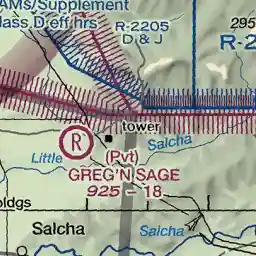 AMs/Supplement
lass D eff hrs
R-2205
D & J
295
R-2
tower
Little
Salcha
R
(Pvt)
GREG'N SAGE
925 - 18
oldgs
Salcha
Salcha